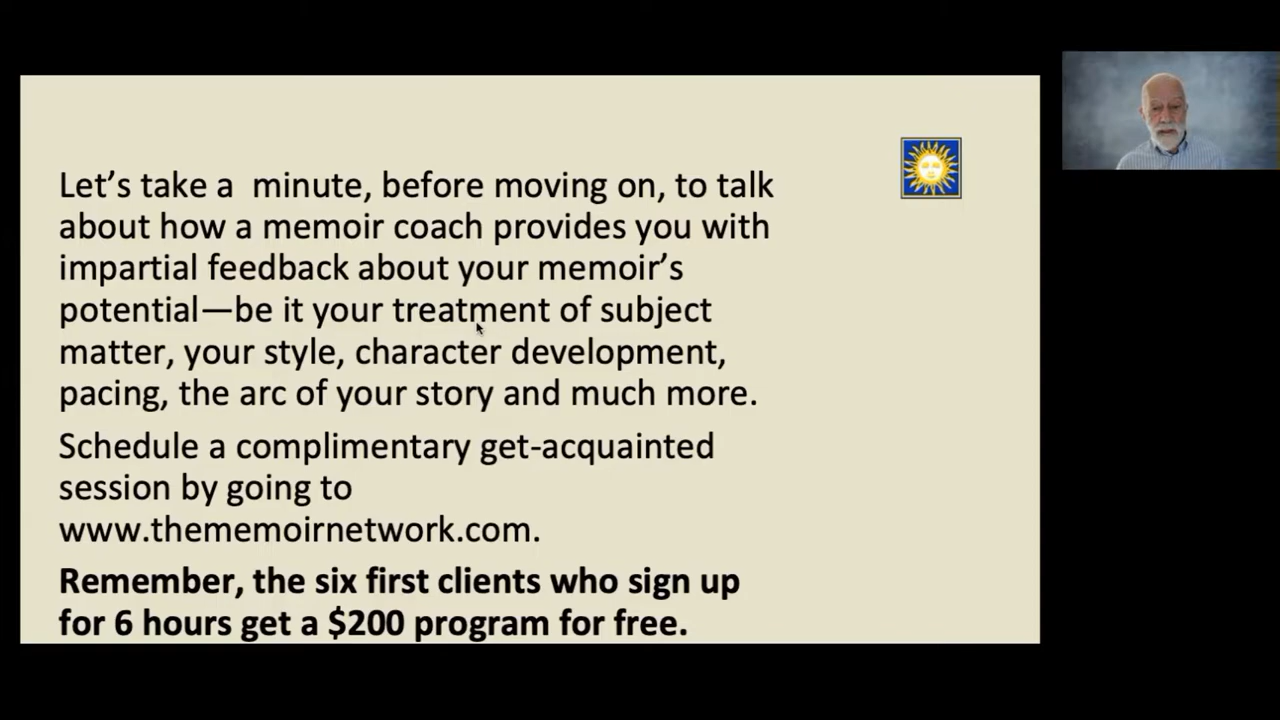 Let’s take a  minute, before moving on, to talk
about how a memoir coach provides you with
impartial feedback about your memoir’s
potential—be it your treatment of subject
matter, your style, character development,
pacing, the arc of your story and much more.
Schedule a complimentary get-acquainted
session by going to
www.thememoirnetwork.com.
Remember, the six first clients who sign up
for 6 hours get a $200 program for free.